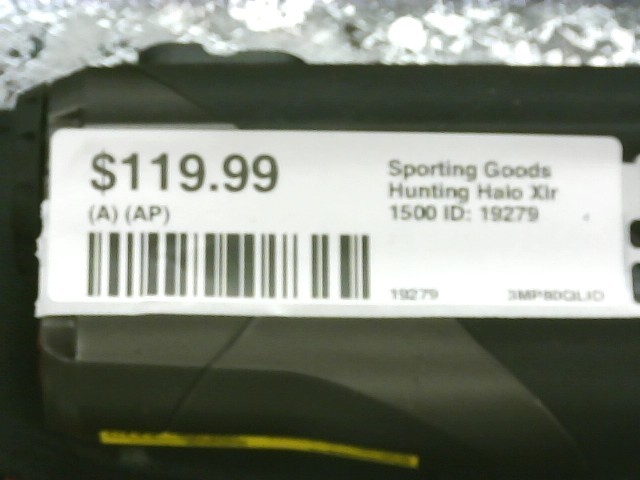 $119.99
(A) (AP)
Sporting Goods
Hunting Halo Xlr
1500 ID: 19279
19279